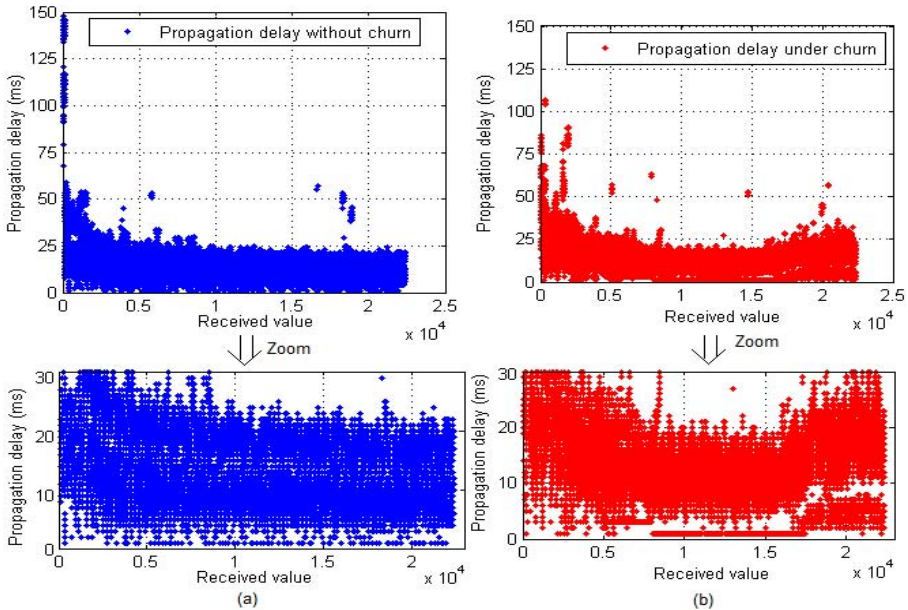 Propagation delay (ms)
150
125
100
75
50
25
0
Propagation delay without churn
0 0.5 1 1.5 2 2.5
Received value
x 10^4
Propagation delay (ms)
150
125
100
75
50
25
0
Propagation delay under churn
0 0.5 1 1.5 2 2.5
Received value
x 10^4
Zoom
Zoom
Propagation delay (ms)
30
20
10
0
0 0.5 1 1.5 2
Received value
x 10^4
(a)
Propagation delay (ms)
30
20
10
0
0 0.5 1 1.5 2
Received value
x 10^4
(b)